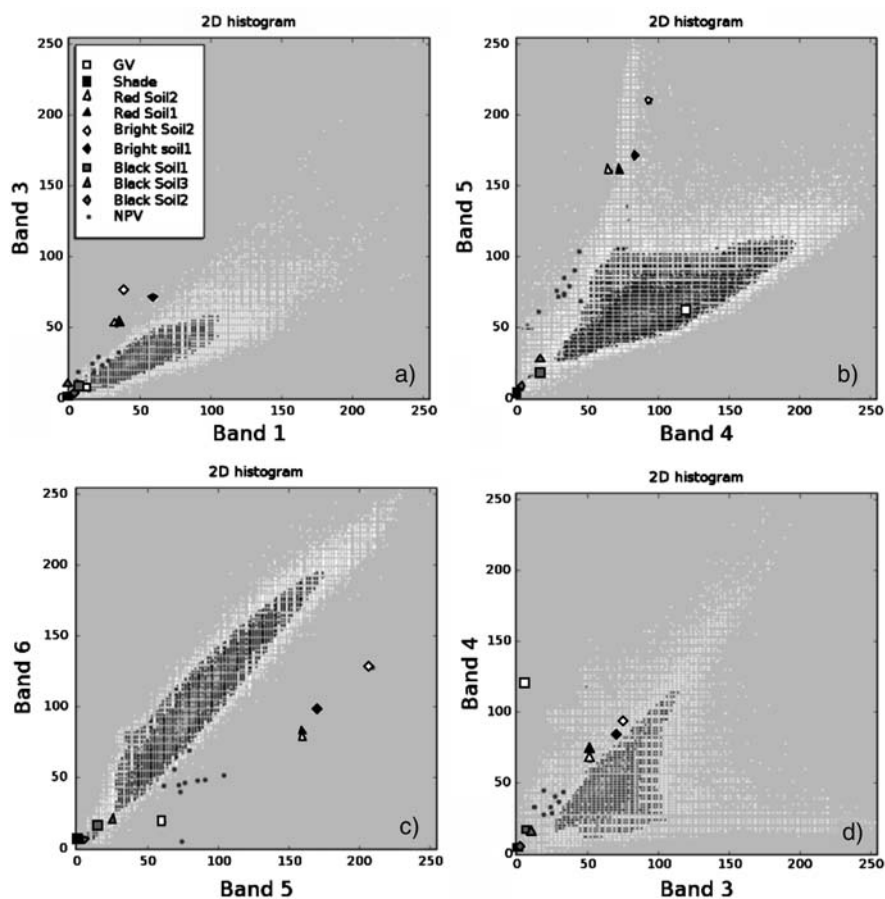 2D histogram
250
200
150
100
50
0
Band 3
GV
Shade
Red Soil2
Red Soil1
Bright Soil2
Bright soil1
Black Soil1
Black Soil3
Black Soil2
NPV
a)
0 50 100 150 200 250
Band 1
2D histogram
250
200
150
100
50
0
Band 5
b)
0 50 100 150 200 250
Band 4
2D histogram
250
200
150
100
50
0
Band 6
c)
0 50 100 150 200 250
Band 5
2D histogram
250
200
150
100
50
0
Band 4
d)
0 50 100 150 200 250
Band 3